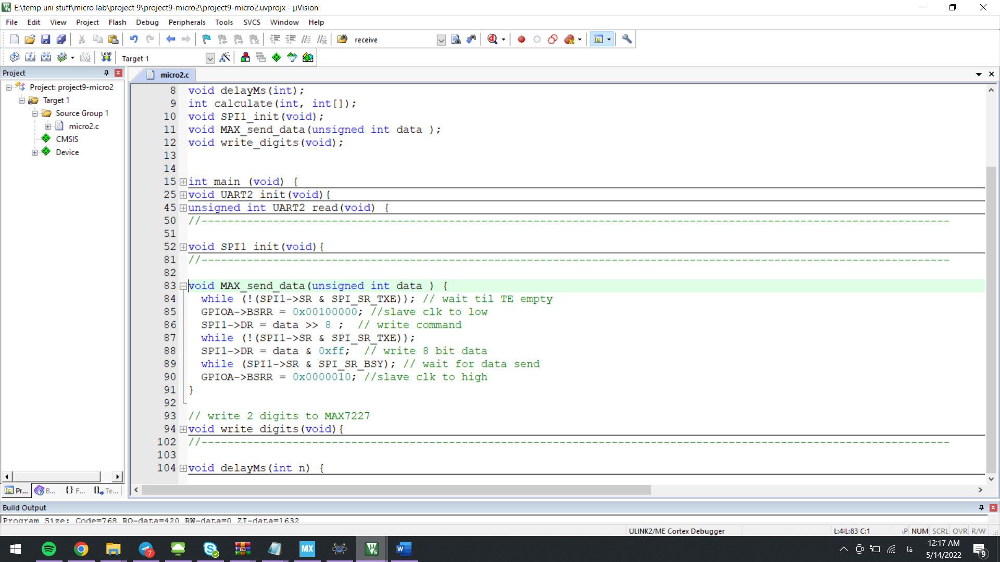 E:\temp uni stuff\micro lab\project 9\project9-micro2\project9-micro2.uvprojx - µVision
File Edit View Project Flash Debug Peripherals Tools SVCS Window Help
receive
LOAD Target 1
Project
micro2.c
Project: project9-micro2
Target 1
Source Group 1
micro2.c
CMSIS
Device
8 void delayMs(int);
9 int calculate(int, int[]);
10 void SPI1_init(void);
11 void MAX_send_data(unsigned int data );
12 void write_digits(void);
13
14
15 int main (void) {
25 void UART2_init(void){
45 unsigned int UART2_read(void) {
50 //-------------------------------------------------------------------------------------------------------------------
51
52 void SPI1_init(void){
81 //-------------------------------------------------------------------------------------------------------------------
82
83 void MAX_send_data(unsigned int data ) {
84 while (!(SPI1->SR & SPI_SR_TXE)); // wait til TE empty
85 GPIOA->BSRR = 0x00100000; //slave clk to low
86 SPI1->DR = data >> 8 ; // write command
87 while (!(SPI1->SR & SPI_SR_TXE));
88 SPI1->DR = data & 0xff; // write 8 bit data
89 while (SPI1->SR & SPI_SR_BSY); // wait for data send
90 GPIOA->BSRR = 0x0000010; //slave clk to high
91 }
92
93 // write 2 digits to MAX7227
94 void write_digits(void){
102 //-------------------------------------------------------------------------------------------------------------------
103
104 void delayMs(int n) {
Pr... B... {} F... 0 Te...
Build Output
Program Size: Code=768 RO-data=420 RW-data=0 ZI-data=1632
ULINK2/ME Cortex Debugger
L:83 C:1
NUM SCRL OVR R/W
7
MX
W
فا
12:17 AM
5/14/2022
9